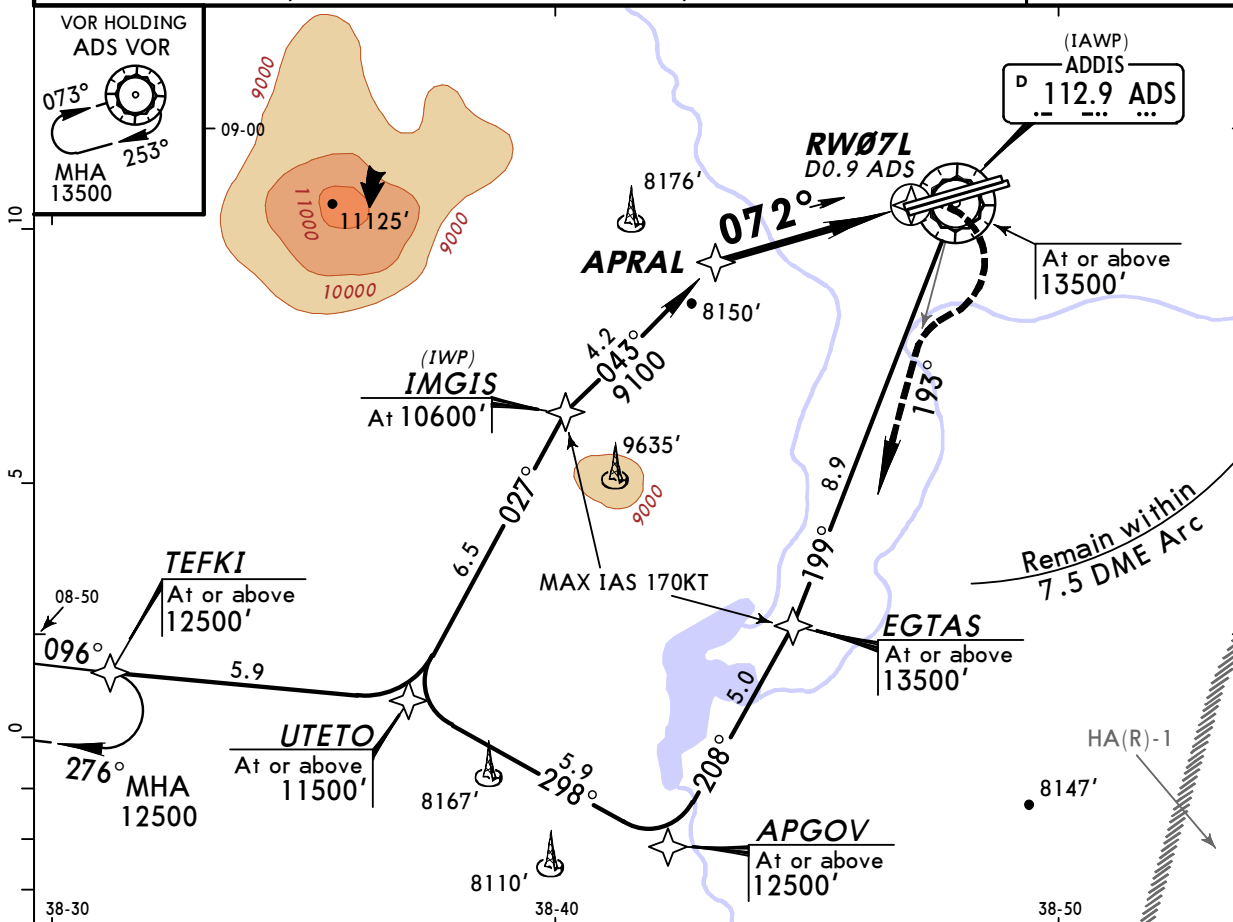 VOR HOLDING
ADS VOR
073°
253°
MHA
13500
09-00
9000
11000
11125'
9000
10000
8176'
(IAWP)
ADDIS
D 112.9 ADS
RWØ7L
D0.9 ADS
072°
APRAL
8150'
At or above
13500'
10
4.2
043°
9100
(IWP)
IMGIS
At 10600'
9635'
9000
193°
8.9
199°
5
027°
6.5
MAX IAS 170KT
Remain within
7.5 DME Arc
TEFKI
At or above
12500'
08-50
096°
5.9
EGTAS
At or above
13500'
5.0
208°
0
UTETO
At or above
11500'
276°
MHA
12500
5.9
298°
8167'
8110'
HA(R)-1
8147'
APGOV
At or above
12500'
38-30
38-40
38-50